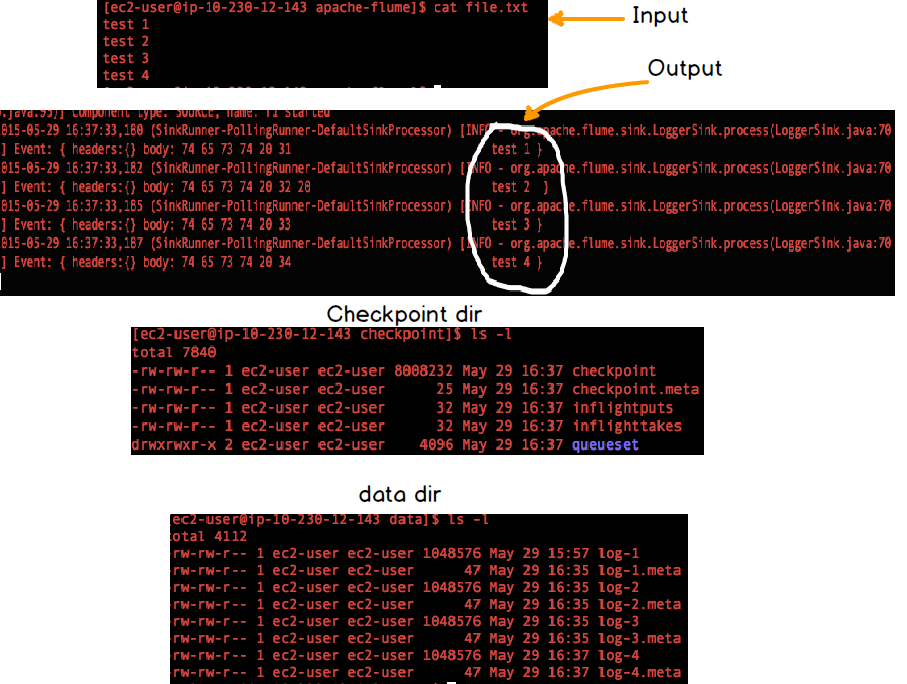 [ec2-user@ip-10-230-12-143 apache-flume]$ cat file.txt
Input
test 1
test 2
test 3
test 4
Output
.java:95)] Component type: SOURCE, name: r1 started
015-05-29 16:37:33,180 (SinkRunner-PollingRunner-DefaultSinkProcessor) [INFO - org.apache.flume.sink.LoggerSink.process(LoggerSink.java:70
] Event: { headers:{} body: 74 65 73 74 20 31 test 1 }
015-05-29 16:37:33,182 (SinkRunner-PollingRunner-DefaultSinkProcessor) [INFO - org.apache.flume.sink.LoggerSink.process(LoggerSink.java:70
] Event: { headers:{} body: 74 65 73 74 20 32 20 test 2  }
015-05-29 16:37:33,185 (SinkRunner-PollingRunner-DefaultSinkProcessor) [INFO - org.apache.flume.sink.LoggerSink.process(LoggerSink.java:70
] Event: { headers:{} body: 74 65 73 74 20 33 test 3 }
015-05-29 16:37:33,187 (SinkRunner-PollingRunner-DefaultSinkProcessor) [INFO - org.apache.flume.sink.LoggerSink.process(LoggerSink.java:70
] Event: { headers:{} body: 74 65 73 74 20 34 test 4 }
Checkpoint dir
[ec2-user@ip-10-230-12-143 checkpoint]$ ls -l
total 7840
-rw-rw-r-- 1 ec2-user ec2-user 8008232 May 29 16:37 checkpoint
-rw-rw-r-- 1 ec2-user ec2-user 25 May 29 16:37 checkpoint.meta
-rw-rw-r-- 1 ec2-user ec2-user 32 May 29 16:37 inflightputs
-rw-rw-r-- 1 ec2-user ec2-user 32 May 29 16:37 inflighttakes
drwxrwxr-x 2 ec2-user ec2-user 4096 May 29 16:37 queueset
data dir
[ec2-user@ip-10-230-12-143 data]$ ls -l
total 4112
-rw-rw-r-- 1 ec2-user ec2-user 1048576 May 29 15:57 log-1
-rw-rw-r-- 1 ec2-user ec2-user 47 May 29 16:35 log-1.meta
-rw-rw-r-- 1 ec2-user ec2-user 1048576 May 29 16:35 log-2
-rw-rw-r-- 1 ec2-user ec2-user 47 May 29 16:35 log-2.meta
-rw-rw-r-- 1 ec2-user ec2-user 1048576 May 29 16:35 log-3
-rw-rw-r-- 1 ec2-user ec2-user 47 May 29 16:35 log-3.meta
-rw-rw-r-- 1 ec2-user ec2-user 1048576 May 29 16:37 log-4
-rw-rw-r-- 1 ec2-user ec2-user 47 May 29 16:37 log-4.meta